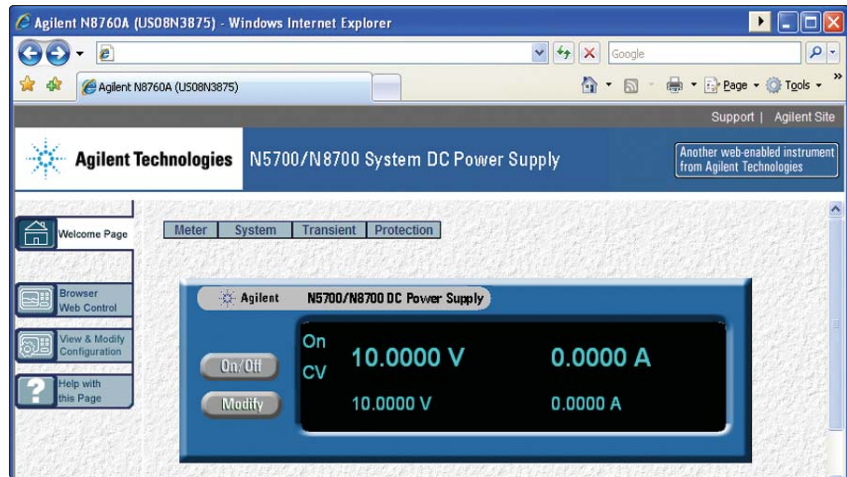 Agilent N8760A (US08N3875) - Windows Internet Explorer
Google
Agilent N8760A (US08N3875)
Page
Tools
»
Support | Agilent Site
Agilent Technologies
N5700/N8700 System DC Power Supply
Another web-enabled instrument
from Agilent Technologies
Welcome Page
Meter
System
Transient
Protection
Browser
Web Control
View & Modify
Configuration
Help with
this Page
Agilent
N5700/N8700 DC Power Supply
On/Off
Modify
On
CV
10.0000 V
0.0000 A
10.0000 V
0.0000 A